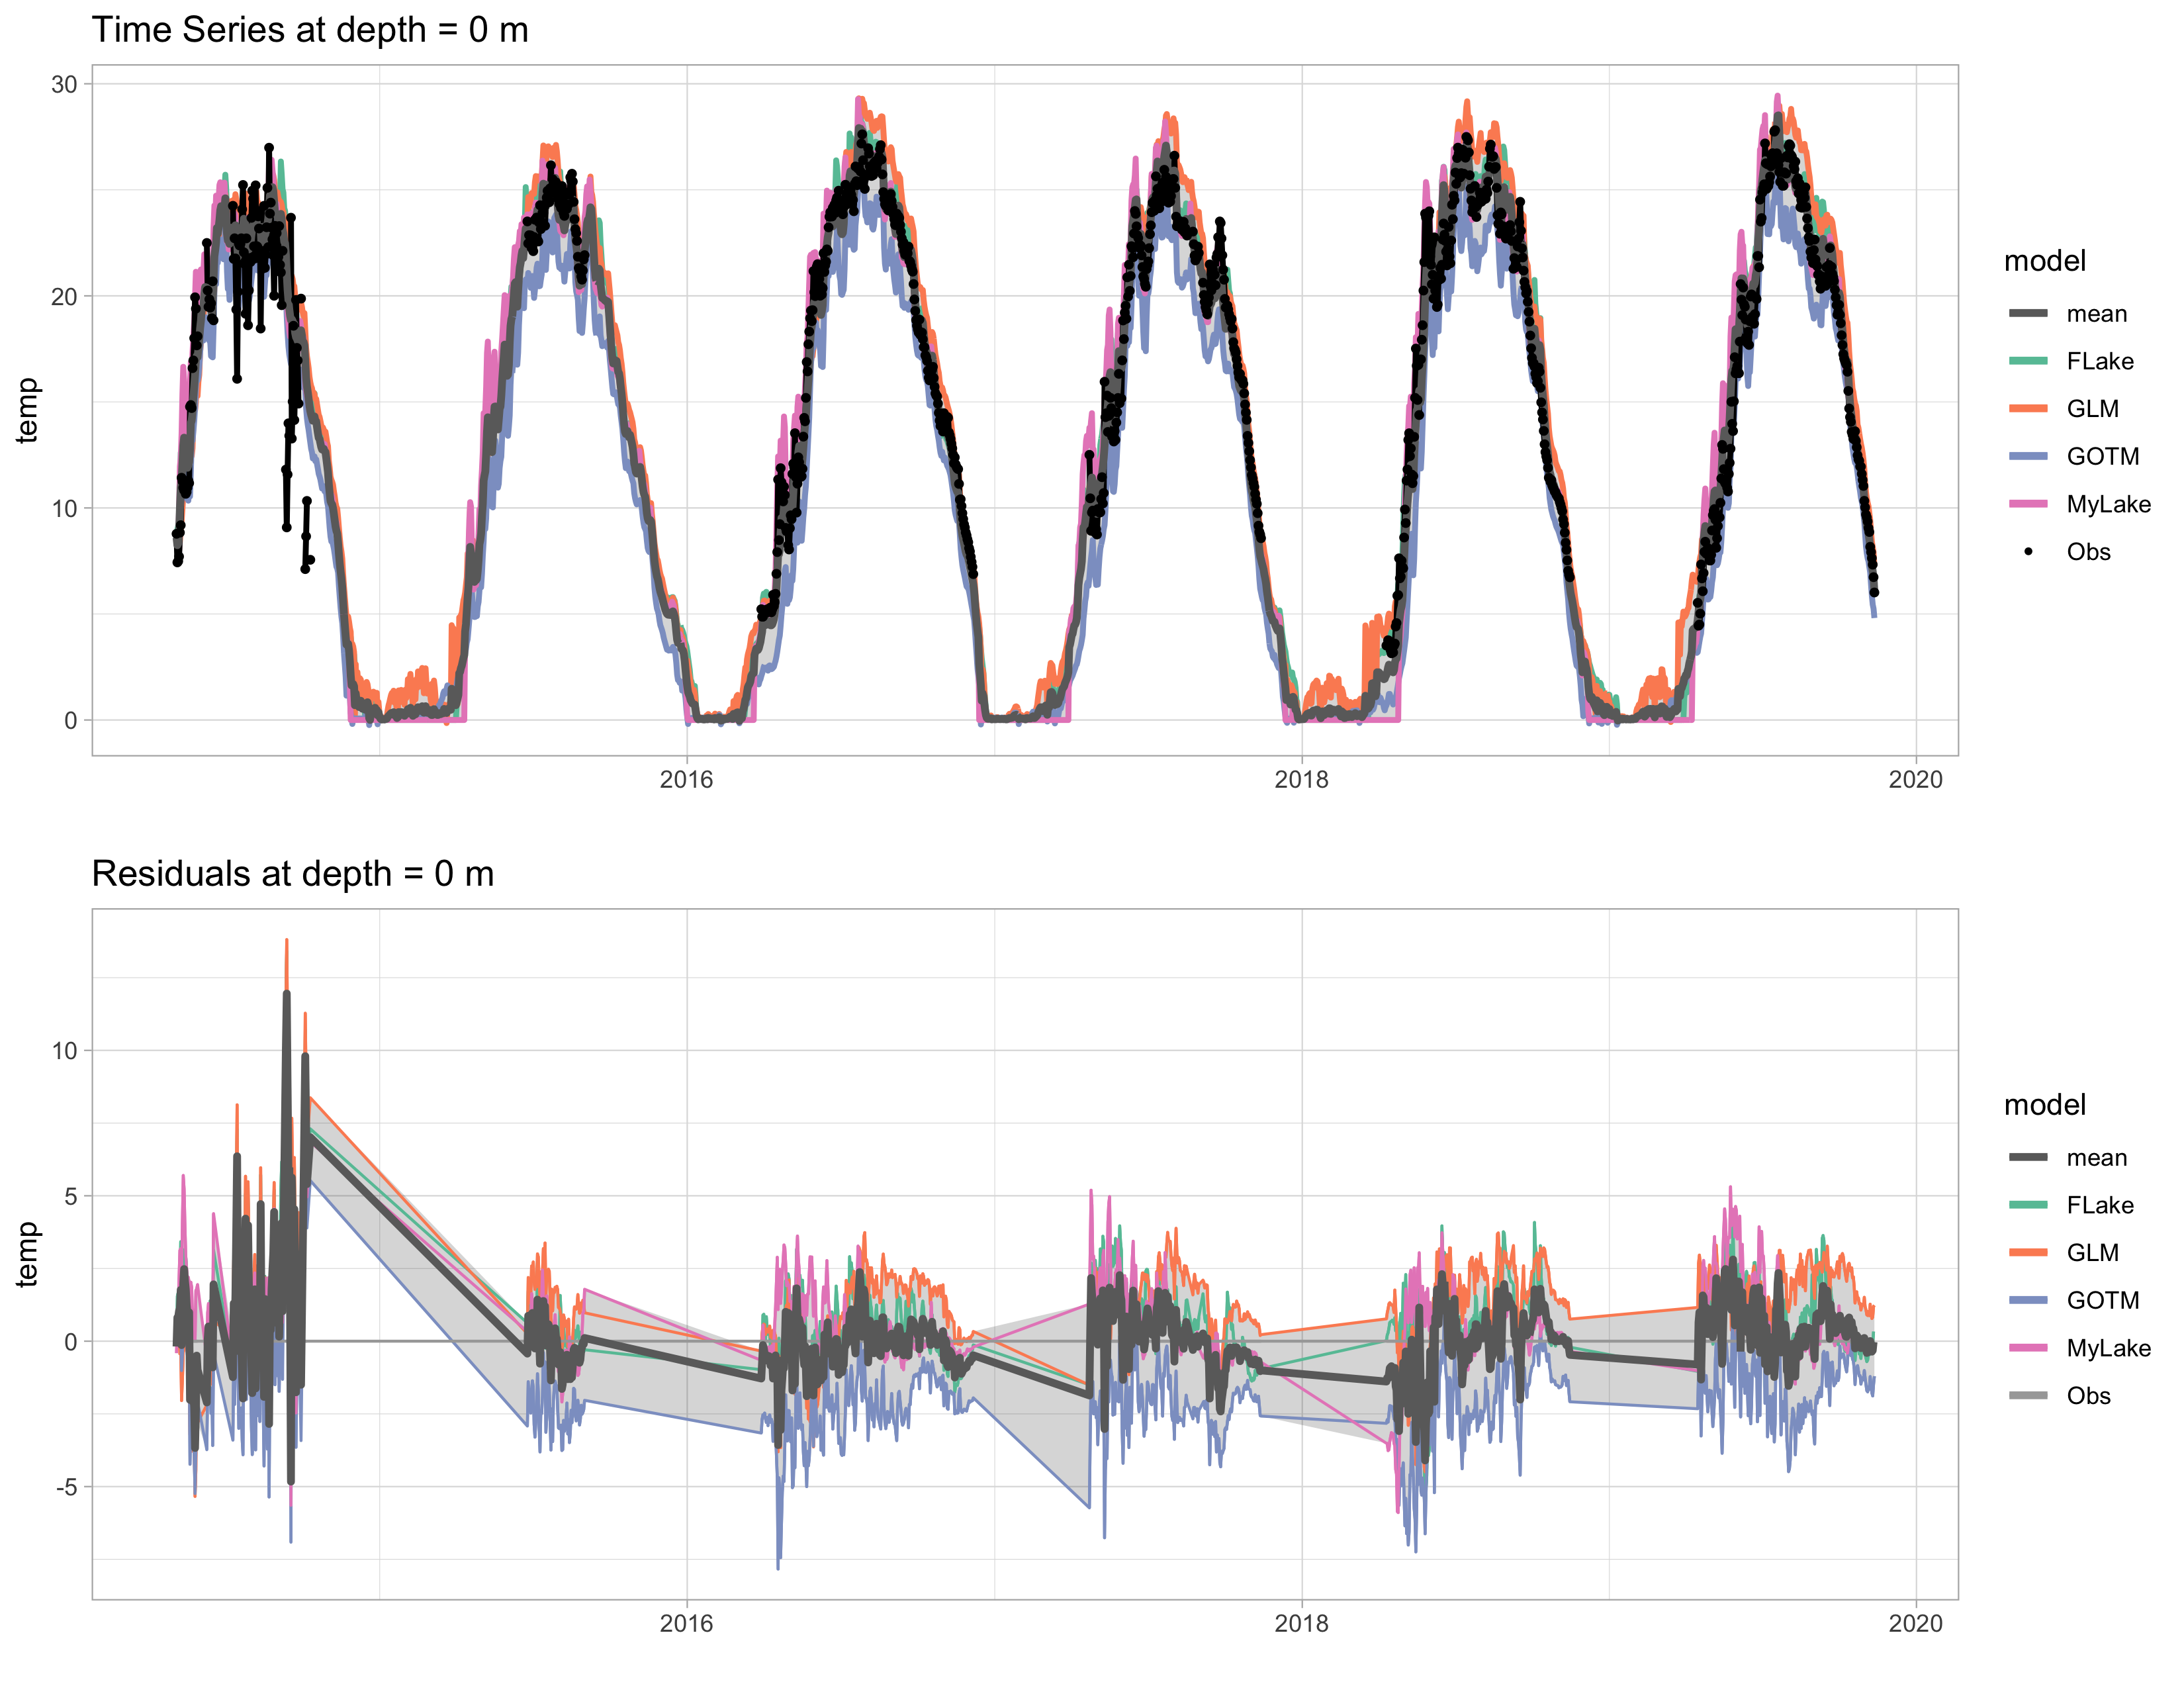 Time Series at depth = 0 m
30
20
10
0
temp
2016
2018
2020
model
mean
FLake
GLM
GOTM
MyLake
Obs
Residuals at depth = 0 m
10
5
0
-5
temp
2016
2018
2020
model
mean
FLake
GLM
GOTM
MyLake
Obs